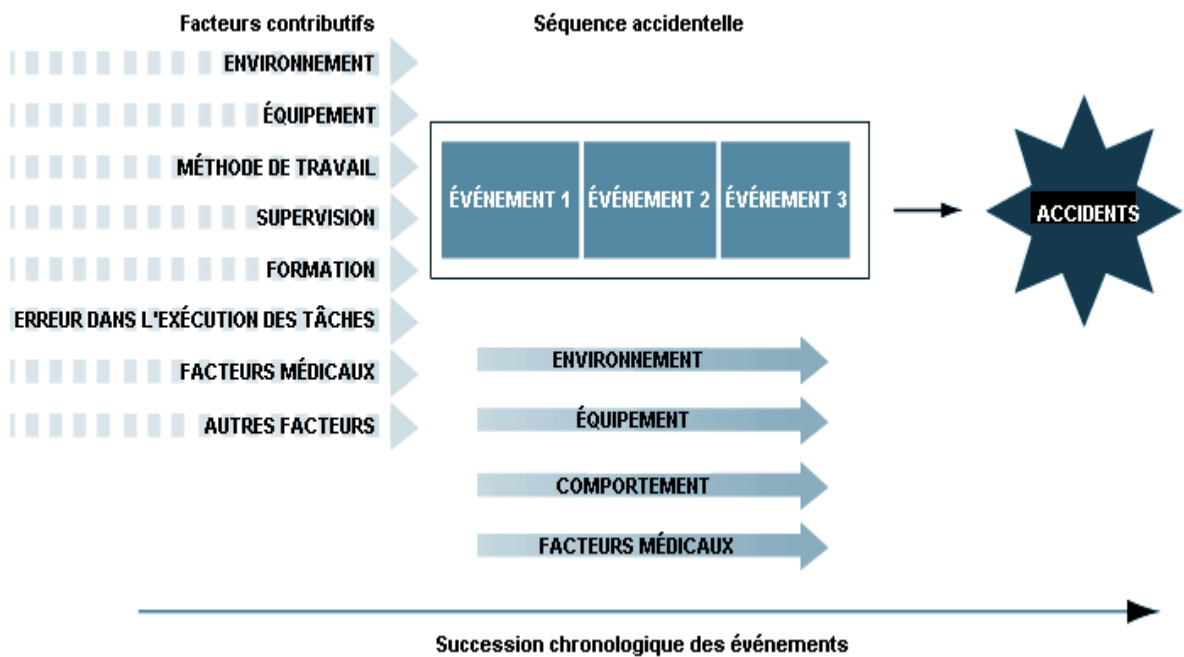 Facteurs contributifs
Séquence accidentelle
ENVIRONNEMENT
ÉQUIPEMENT
MÉTHODE DE TRAVAIL
SUPERVISION
FORMATION
ERREUR DANS L'EXÉCUTION DES TÂCHES
FACTEURS MÉDICAUX
AUTRES FACTEURS
ÉVÉNEMENT 1
ÉVÉNEMENT 2
ÉVÉNEMENT 3
ACCIDENTS
ENVIRONNEMENT
ÉQUIPEMENT
COMPORTEMENT
FACTEURS MÉDICAUX
Succession chronologique des événements